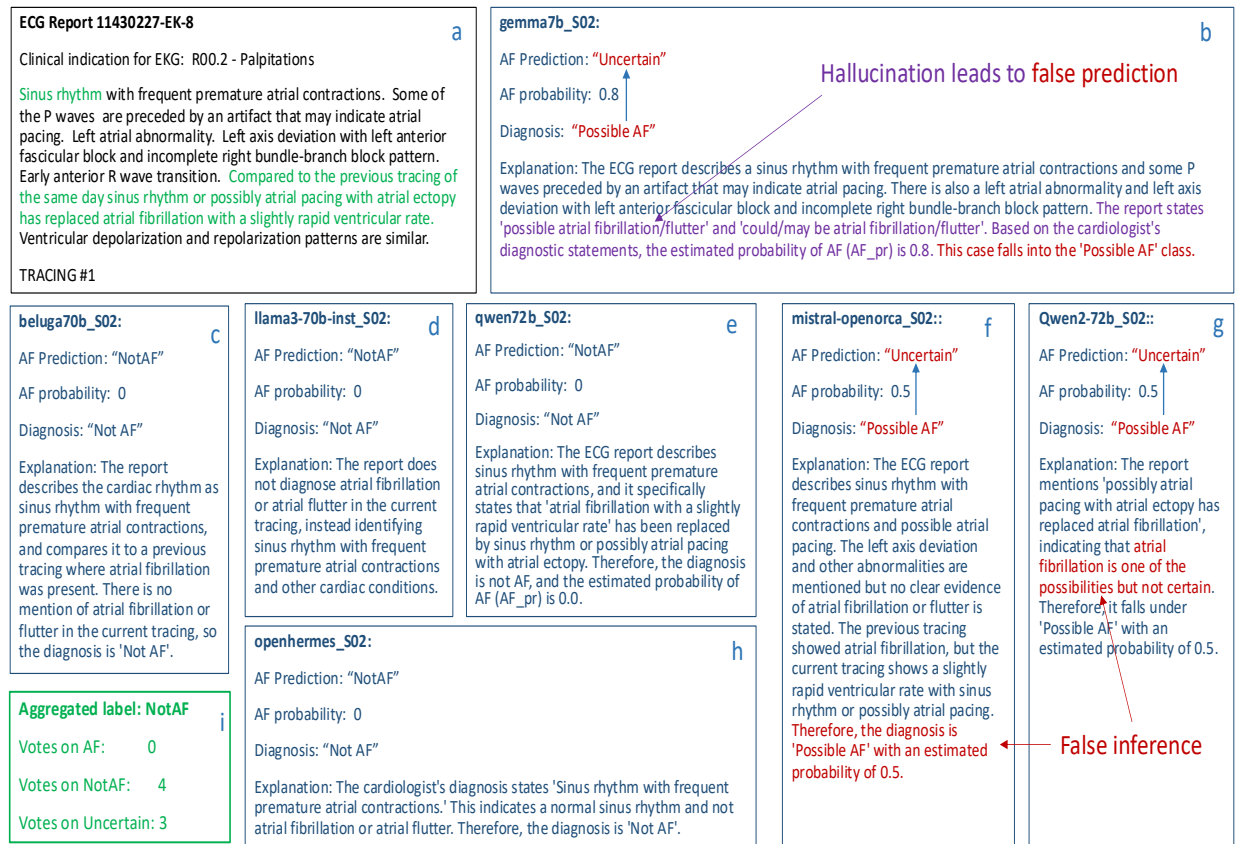 ECG Report 11430227-EK-8
a
Clinical indication for EKG: R00.2 - Palpitations
Sinus rhythm with frequent premature atrial contractions. Some of
the P waves are preceded by an artifact that may indicate atrial
pacing. Left atrial abnormality. Left axis deviation with left anterior
fascicular block and incomplete right bundle-branch block pattern.
Early anterior R wave transition. Compared to the previous tracing of
the same day sinus rhythm or possibly atrial pacing with atrial ectopy
has replaced atrial fibrillation with a slightly rapid ventricular rate.
Ventricular depolarization and repolarization patterns are similar.
TRACING #1
gemma7b_S02:
b
AF Prediction: “Uncertain”
Hallucination leads to false prediction
AF probability: 0.8
Diagnosis: “Possible AF”
Explanation: The ECG report describes a sinus rhythm with frequent premature atrial contractions and some P
waves preceded by an artifact that may indicate atrial pacing. There is also a left atrial abnormality and left axis
deviation with left anterior fascicular block and incomplete right bundle-branch block pattern. The report states
'possible atrial fibrillation/flutter' and 'could/may be atrial fibrillation/flutter'. Based on the cardiologist's
diagnostic statements, the estimated probability of AF (AF_pr) is 0.8. This case falls into the 'Possible AF' class.
beluga70b_S02:
c
AF Prediction: “NotAF”
AF probability: 0
Diagnosis: “Not AF”
Explanation: The report
describes the cardiac rhythm as
sinus rhythm with frequent
premature atrial contractions,
and compares it to a previous
tracing where atrial fibrillation
was present. There is no
mention of atrial fibrillation or
flutter in the current tracing, so
the diagnosis is 'Not AF'.
llama3-70b-inst_S02:
d
AF Prediction: “NotAF”
AF probability: 0
Diagnosis: “Not AF”
Explanation: The report does
not diagnose atrial fibrillation
or atrial flutter in the current
tracing, instead identifying
sinus rhythm with frequent
premature atrial contractions
and other cardiac conditions.
qwen72b_S02:
e
AF Prediction: “NotAF”
AF probability: 0
Diagnosis: “Not AF”
Explanation: The ECG report describes
sinus rhythm with frequent premature
atrial contractions, and it specifically
states that 'atrial fibrillation with a slightly
rapid ventricular rate' has been replaced
by sinus rhythm or possibly atrial pacing
with atrial ectopy. Therefore, the diagnosis
is not AF, and the estimated probability of
AF (AF_pr) is 0.0.
mistral-openorca_S02::
f
AF Prediction: “Uncertain”
AF probability: 0.5
Diagnosis: “Possible AF”
Explanation: The ECG report
describes sinus rhythm with
frequent premature atrial
contractions and possible atrial
pacing. The left axis deviation
and other abnormalities are
mentioned but no clear evidence
of atrial fibrillation or flutter is
stated. The previous tracing
showed atrial fibrillation, but the
current tracing shows a slightly
rapid ventricular rate with sinus
rhythm or possibly atrial pacing.
Therefore, the diagnosis is
'Possible AF' with an estimated
probability of 0.5.
Qwen2-72b_S02::
g
AF Prediction: “Uncertain”
AF probability: 0.5
Diagnosis: “Possible AF”
Explanation: The report
mentions 'possibly atrial
pacing with atrial ectopy has
replaced atrial fibrillation',
indicating that atrial
fibrillation is one of the
possibilities but not certain.
Therefore, it falls under
'Possible AF' with an
estimated probability of 0.5.
False inference
openhermes_S02:
h
AF Prediction: “NotAF”
AF probability: 0
Diagnosis: “Not AF”
Explanation: The cardiologist's diagnosis states 'Sinus rhythm with frequent
premature atrial contractions.' This indicates a normal sinus rhythm and not
atrial fibrillation or atrial flutter. Therefore, the diagnosis is 'Not AF'.
Aggregated label: NotAF
i
Votes on AF: 0
Votes on NotAF: 4
Votes on Uncertain: 3